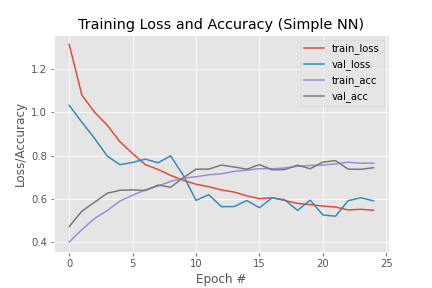 Training Loss and Accuracy (Simple NN)
train_loss
val_loss
train_acc
val_acc
Loss/Accuracy
1.2
1.0
0.8
0.6
0.4
0 5 10 15 20 25
Epoch #